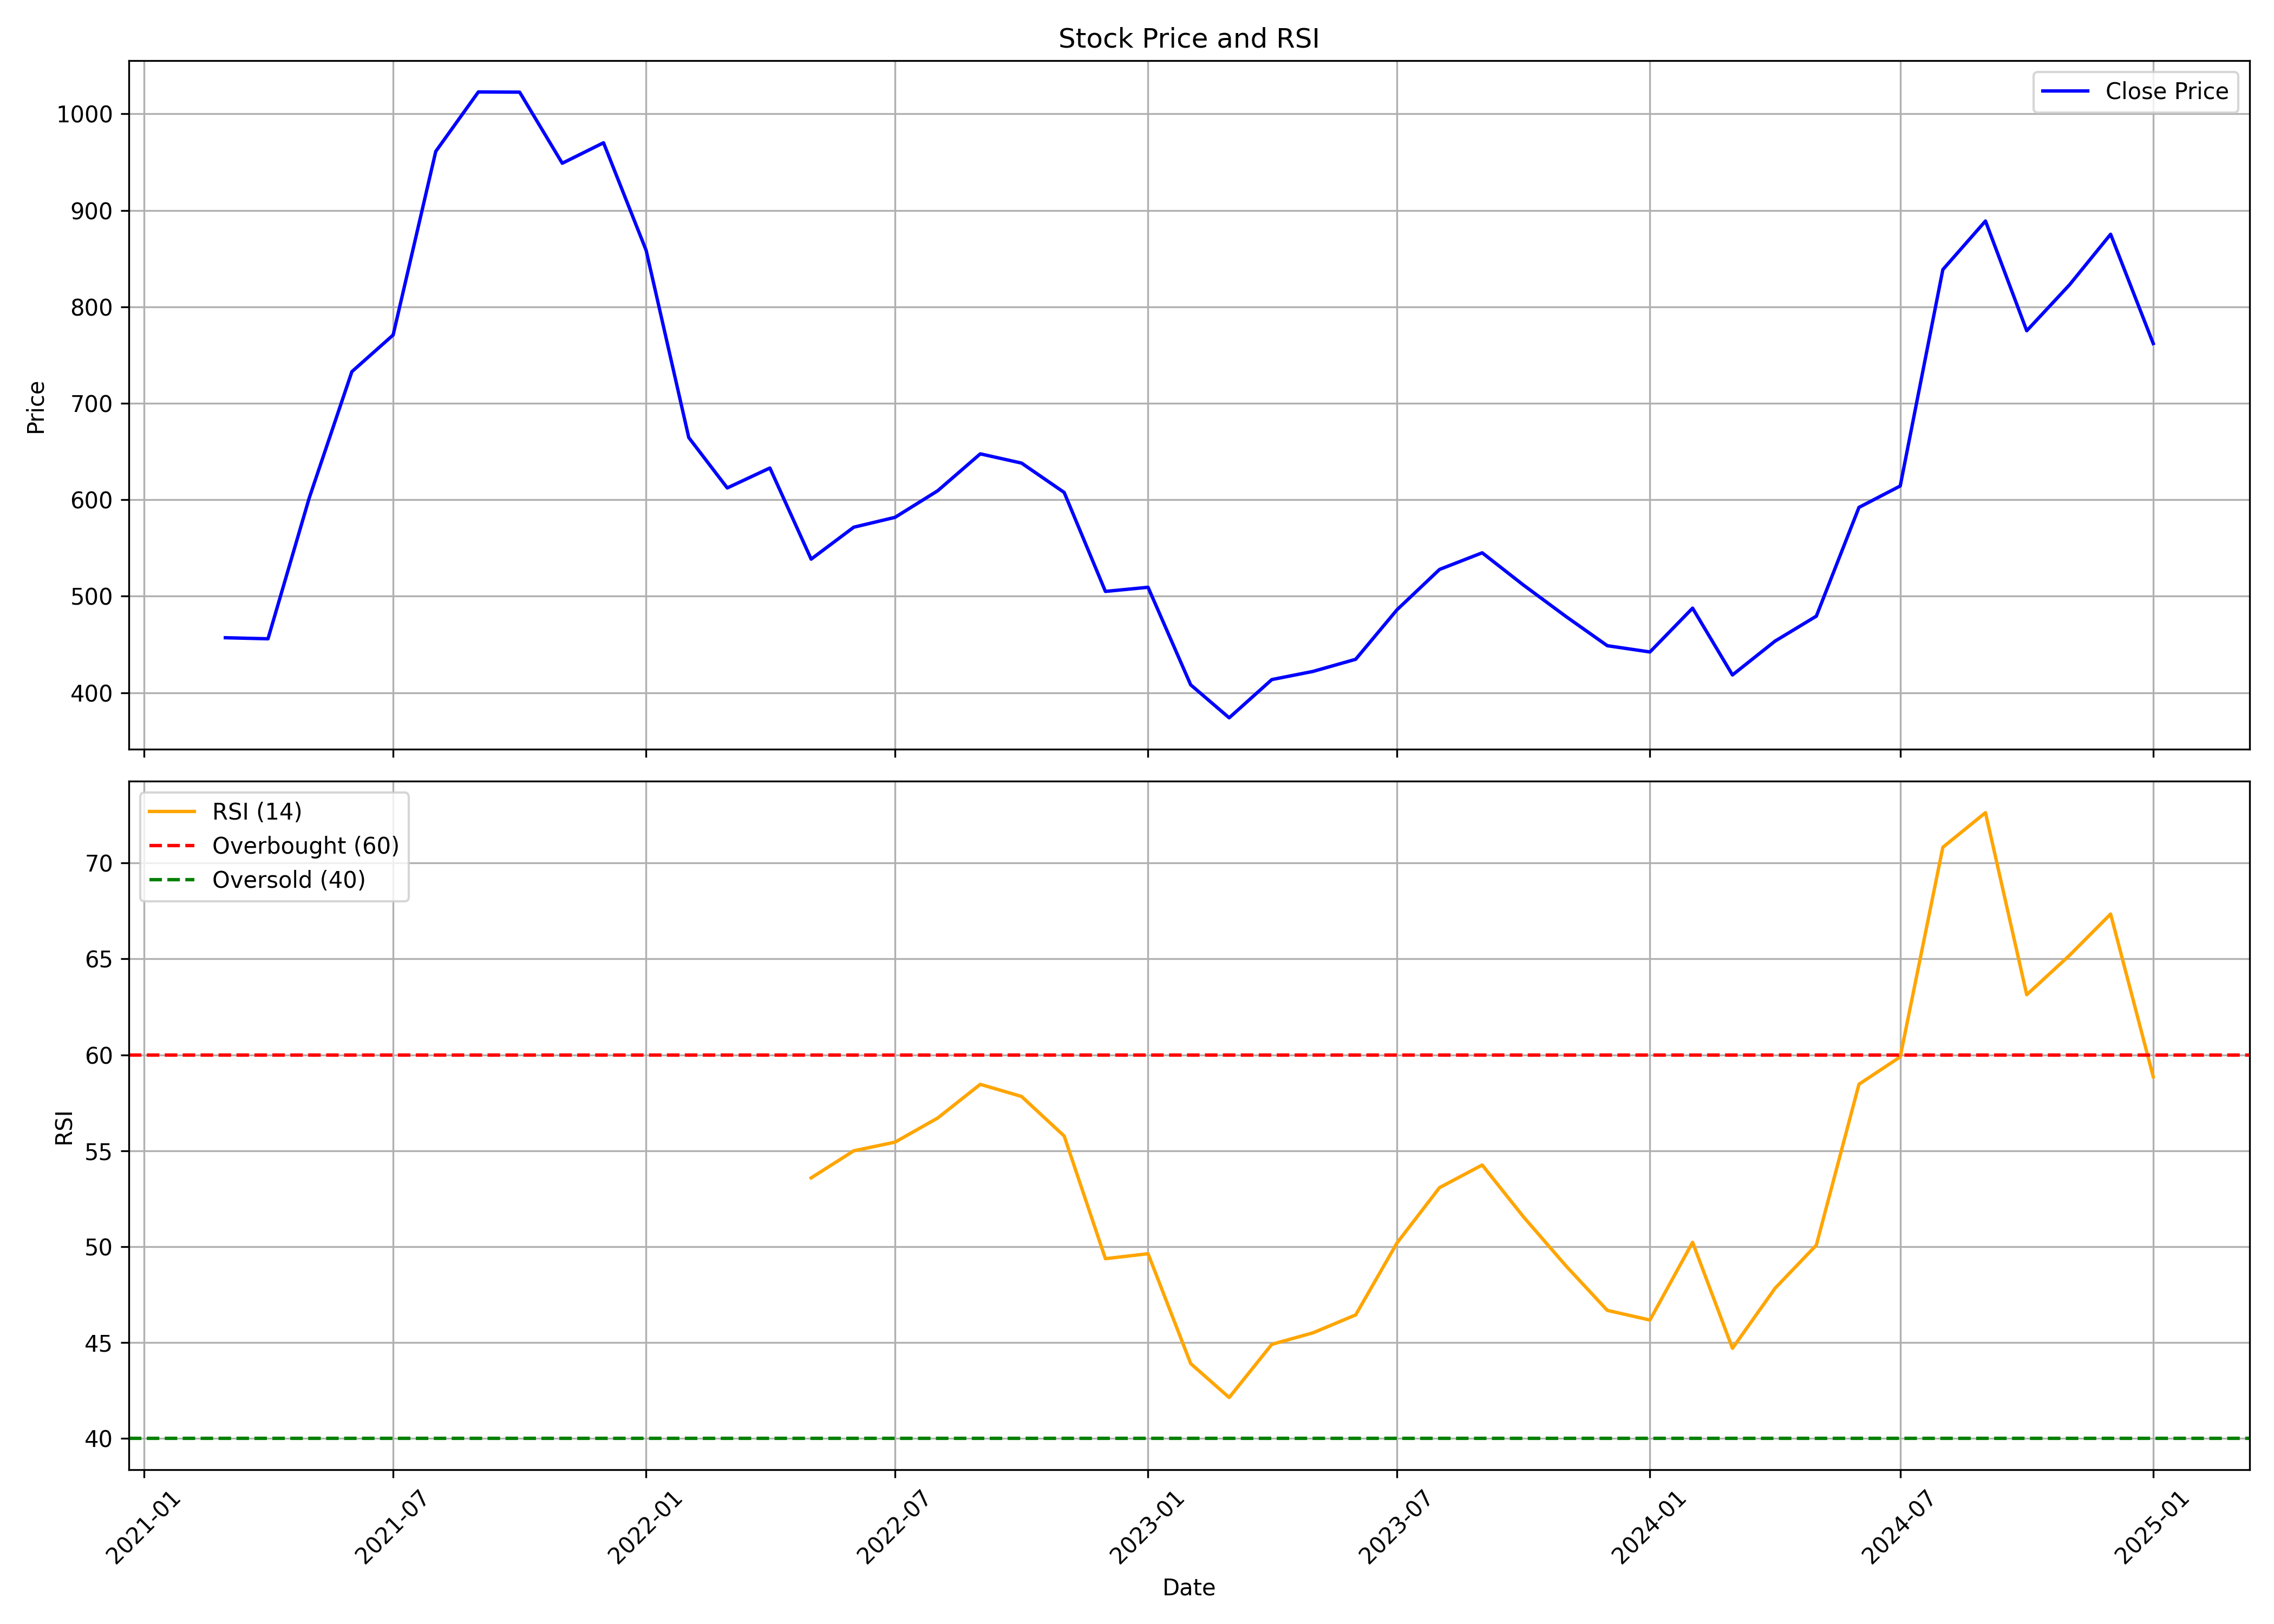 Stock Price and RSI
Close Price
1000
900
800
700
600
500
400
Price
RSI (14)
Overbought (60)
Oversold (40)
70
65
60
55
50
45
40
RSI
2021-01
2021-07
2022-01
2022-07
2023-01
2023-07
2024-01
2024-07
2025-01
Date